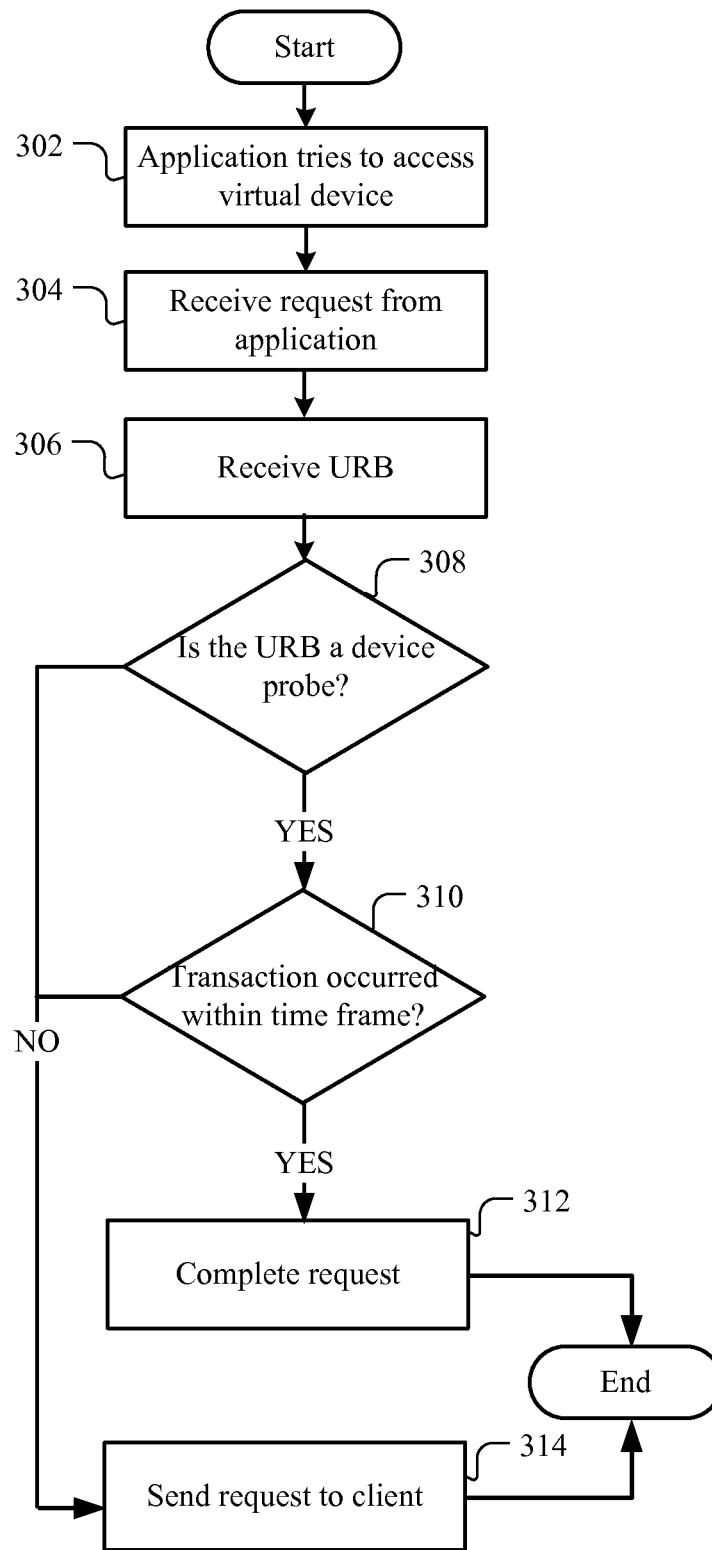 Start
302
Application tries to access
virtual device
304
Receive request from
application
306
Receive URB
308
Is the URB a device
probe?
YES
310
Transaction occurred
within time frame?
NO
YES
312
Complete request
End
314
Send request to client